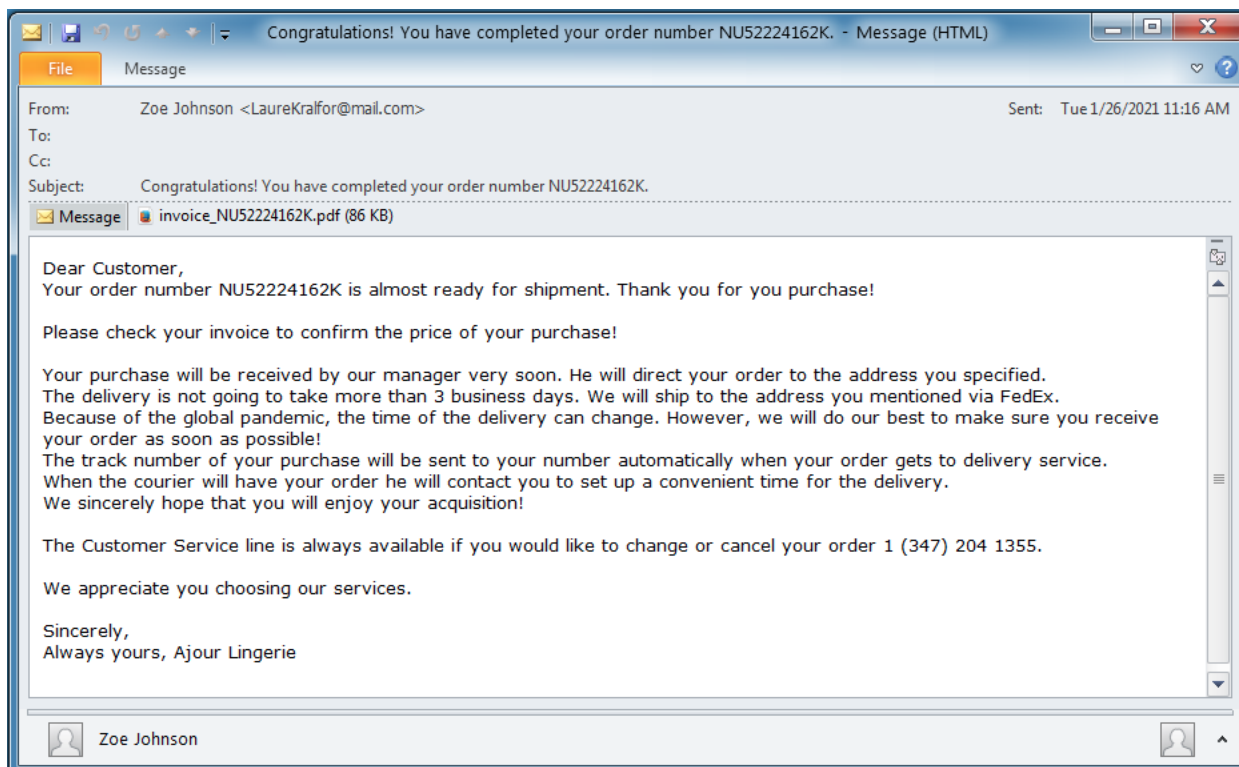 Congratulations! You have completed your order number NU52224162K. - Message (HTML)
File Message
From: Zoe Johnson <LaureKralfor@mail.com> Sent: Tue 1/26/2021 11:16 AM
To:
Cc:
Subject: Congratulations! You have completed your order number NU52224162K.
Message invoice_NU52224162K.pdf (86 KB)
Dear Customer,
Your order number NU52224162K is almost ready for shipment. Thank you for you purchase!
Please check your invoice to confirm the price of your purchase!
Your purchase will be received by our manager very soon. He will direct your order to the address you specified.
The delivery is not going to take more than 3 business days. We will ship to the address you mentioned via FedEx.
Because of the global pandemic, the time of the delivery can change. However, we will do our best to make sure you receive
your order as soon as possible!
The track number of your purchase will be sent to your number automatically when your order gets to delivery service.
When the courier will have your order he will contact you to set up a convenient time for the delivery.
We sincerely hope that you will enjoy your acquisition!
The Customer Service line is always available if you would like to change or cancel your order 1 (347) 204 1355.
We appreciate you choosing our services.
Sincerely,
Always yours, Ajour Lingerie
Zoe Johnson